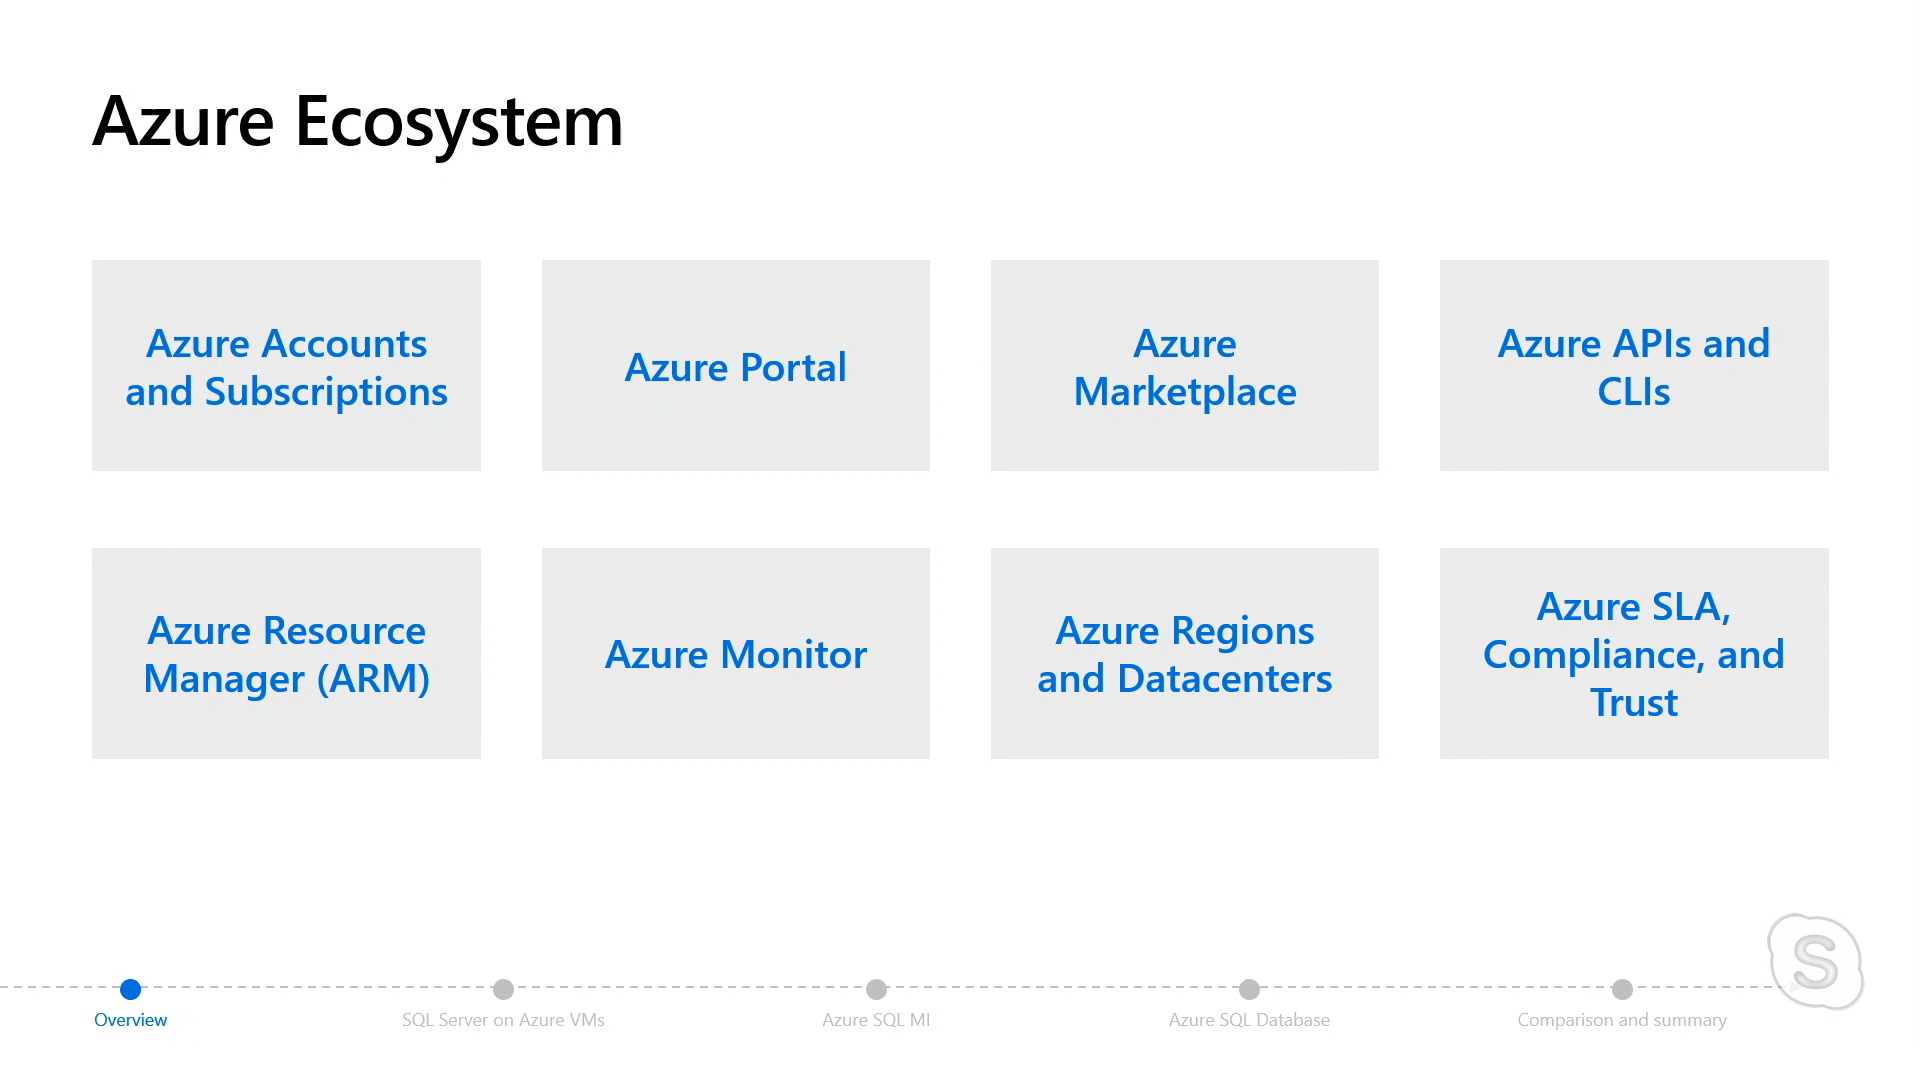 Azure Ecosystem
Azure Accounts
and Subscriptions
Azure Portal
Azure
Marketplace
Azure APIs and
CLIs
Azure Resource
Manager (ARM)
Azure Monitor
Azure Regions
and Datacenters
Azure SLA,
Compliance, and
Trust
S
Overview
SQL Server on Azure VMs
Azure SQL MI
Azure SQL Database
Comparison and summary